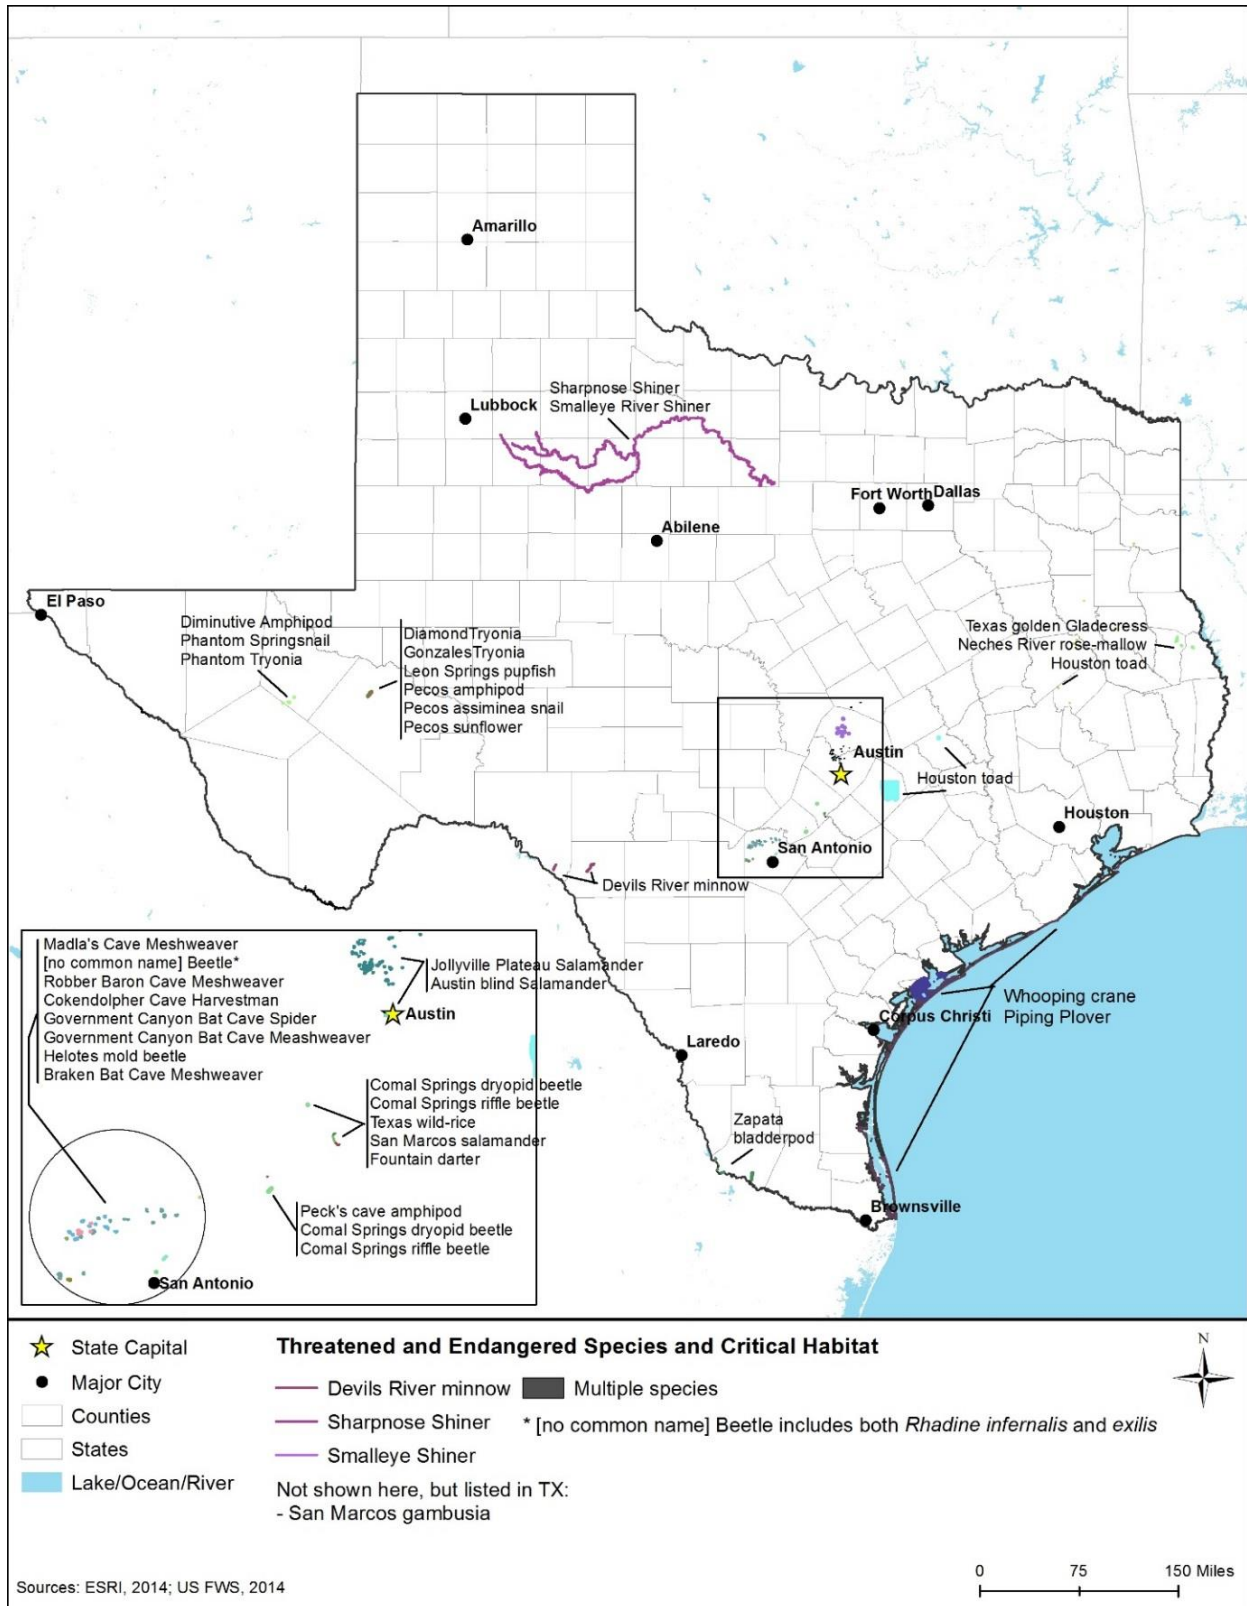 Amarillo
Lubbock
Sharpnose Shiner
Smalleye River Shiner
Fort Worth
Dallas
Abilene
El Paso
Diminutive Amphipod
Phantom Springsnail
Phantom Tryonia
DiamondTryonia
GonzalesTryonia
Leon Springs pupfish
Pecos amphipod
Pecos assiminea snail
Pecos sunflower
Texas golden Gladecress
Neches River rose-mallow
Houston toad
Austin
Houston toad
Houston
San Antonio
Devils River minnow
Madla's Cave Meshweaver
[no common name] Beetle*
Robber Baron Cave Meshweaver
Cokendolpher Cave Harvestman
Government Canyon Bat Cave Spider
Government Canyon Bat Cave Meashweaver
Helotes mold beetle
Braken Bat Cave Meshweaver
Jollyville Plateau Salamander
Austin blind Salamander
Austin
Comal Springs dryopid beetle
Comal Springs riffle beetle
Texas wild-rice
San Marcos salamander
Fountain darter
Peck's cave amphipod
Comal Springs dryopid beetle
Comal Springs riffle beetle
San Antonio
Whooping crane
Piping Plover
Corpus Christi
Laredo
Zapata
bladderpod
Brownsville
State Capital
Major City
Counties
States
Lake/Ocean/River
Threatened and Endangered Species and Critical Habitat
Devils River minnow
Sharpnose Shiner
Smalleye Shiner
Multiple species
* [no common name] Beetle includes both Rhadine infernalis and exilis
Not shown here, but listed in TX:
- San Marcos gambusia
N
Sources: ESRI, 2014; US FWS, 2014
0 75 150 Miles